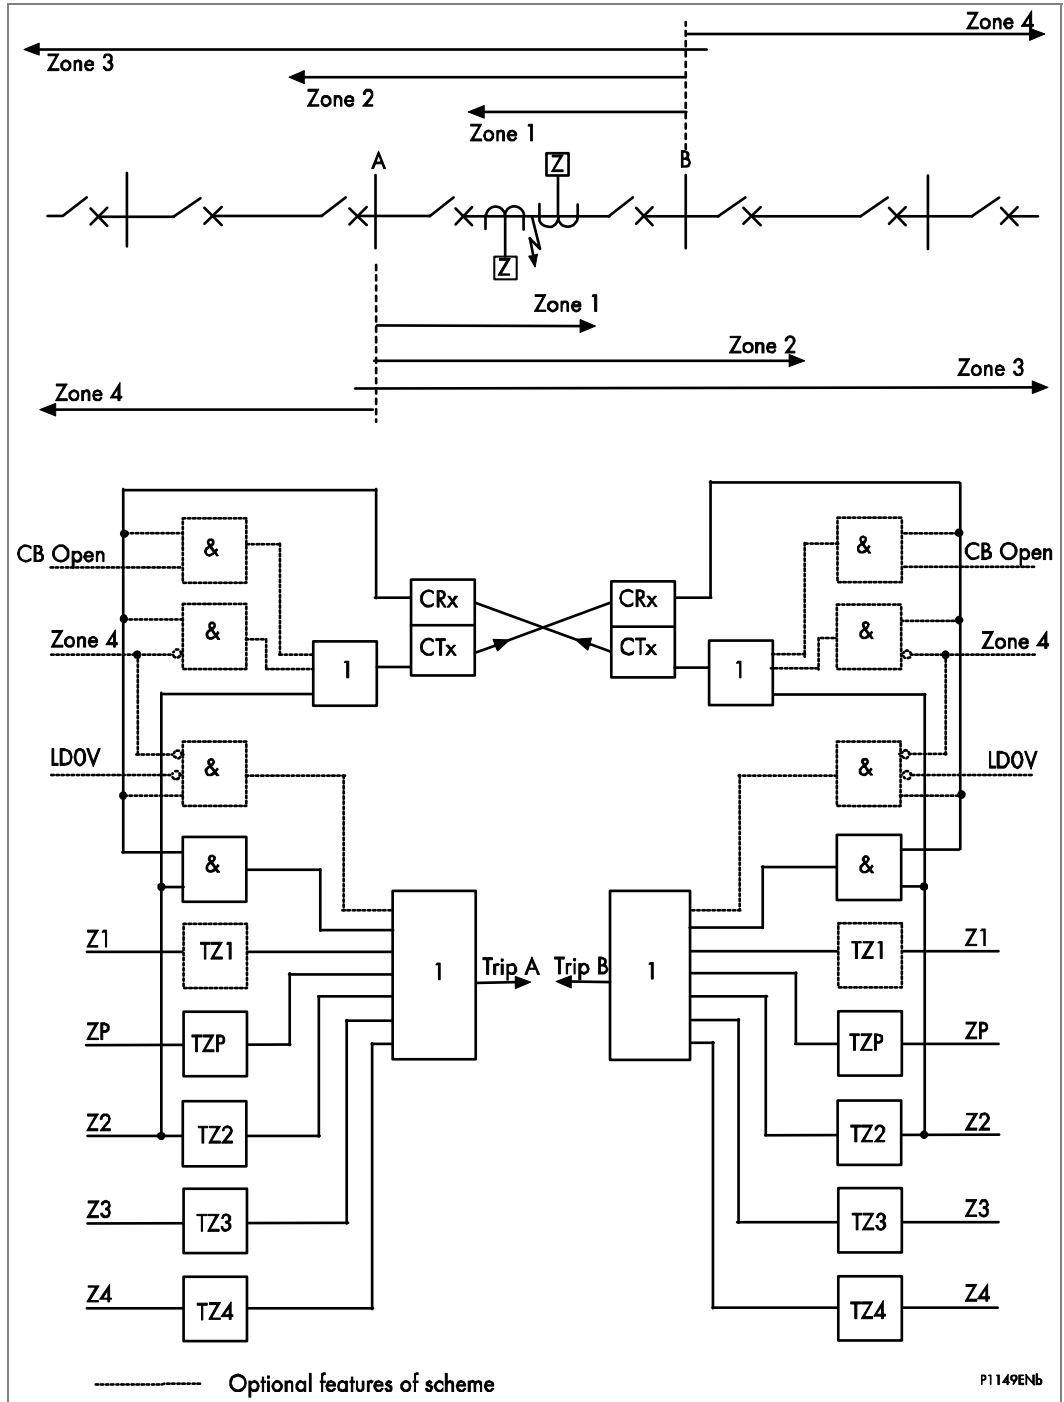 Zone 4
Zone 3
Zone 2
Zone 1
A
Z
B
Z
Zone 1
Zone 2
Zone 3
Zone 4
CB Open
&
&
CB Open
CRx
CRx
Zone 4
&
&
Zone 4
1
CTx
CTx
1
LD0V
&
&
LD0V
&
&
Z1
TZ1
1
Trip A
Trip B
1
TZ1
Z1
ZP
TZP
TZP
ZP
Z2
TZ2
TZ2
Z2
Z3
TZ3
TZ3
Z3
Z4
TZ4
TZ4
Z4
Optional features of scheme
P1149ENb